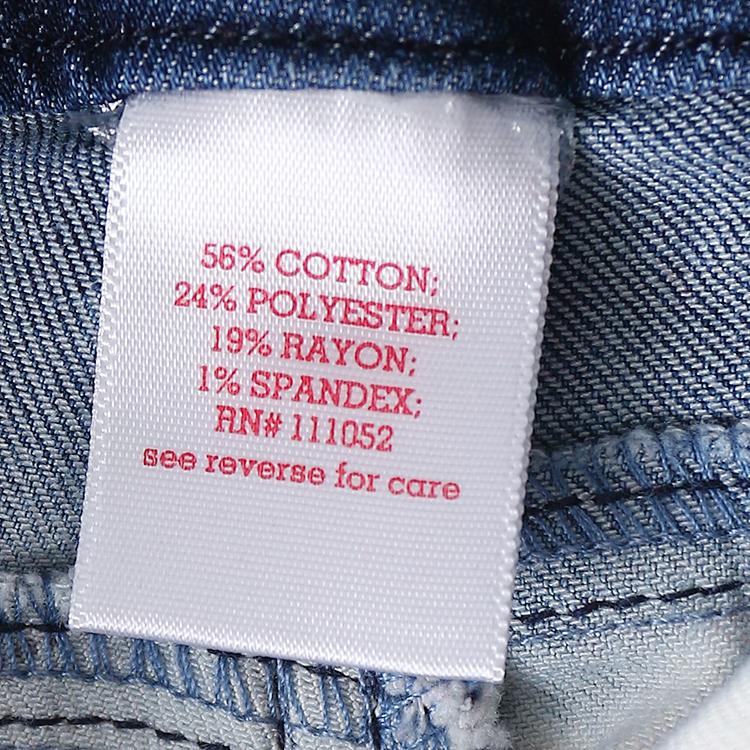 56% COTTON;
24% POLYESTER;
19% RAYON;
1% SPANDEX;
RN# 111052
see reverse for care